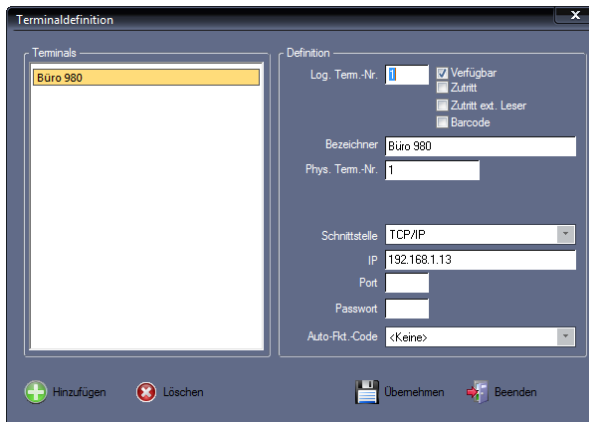 Terminaldefinition
x
Terminals
Büro 980
Definition
Log. Term.-Nr. 1
Verfügbar
Zutritt
Zutritt ext. Leser
Barcode
Bezeichner Büro 980
Phys. Term.-Nr. 1
Schnittstelle TCP/IP
IP 192.168.1.13
Port
Passwort
Auto-Fkt.-Code <Keine>
Hinzufügen Löschen Übernehmen Beenden